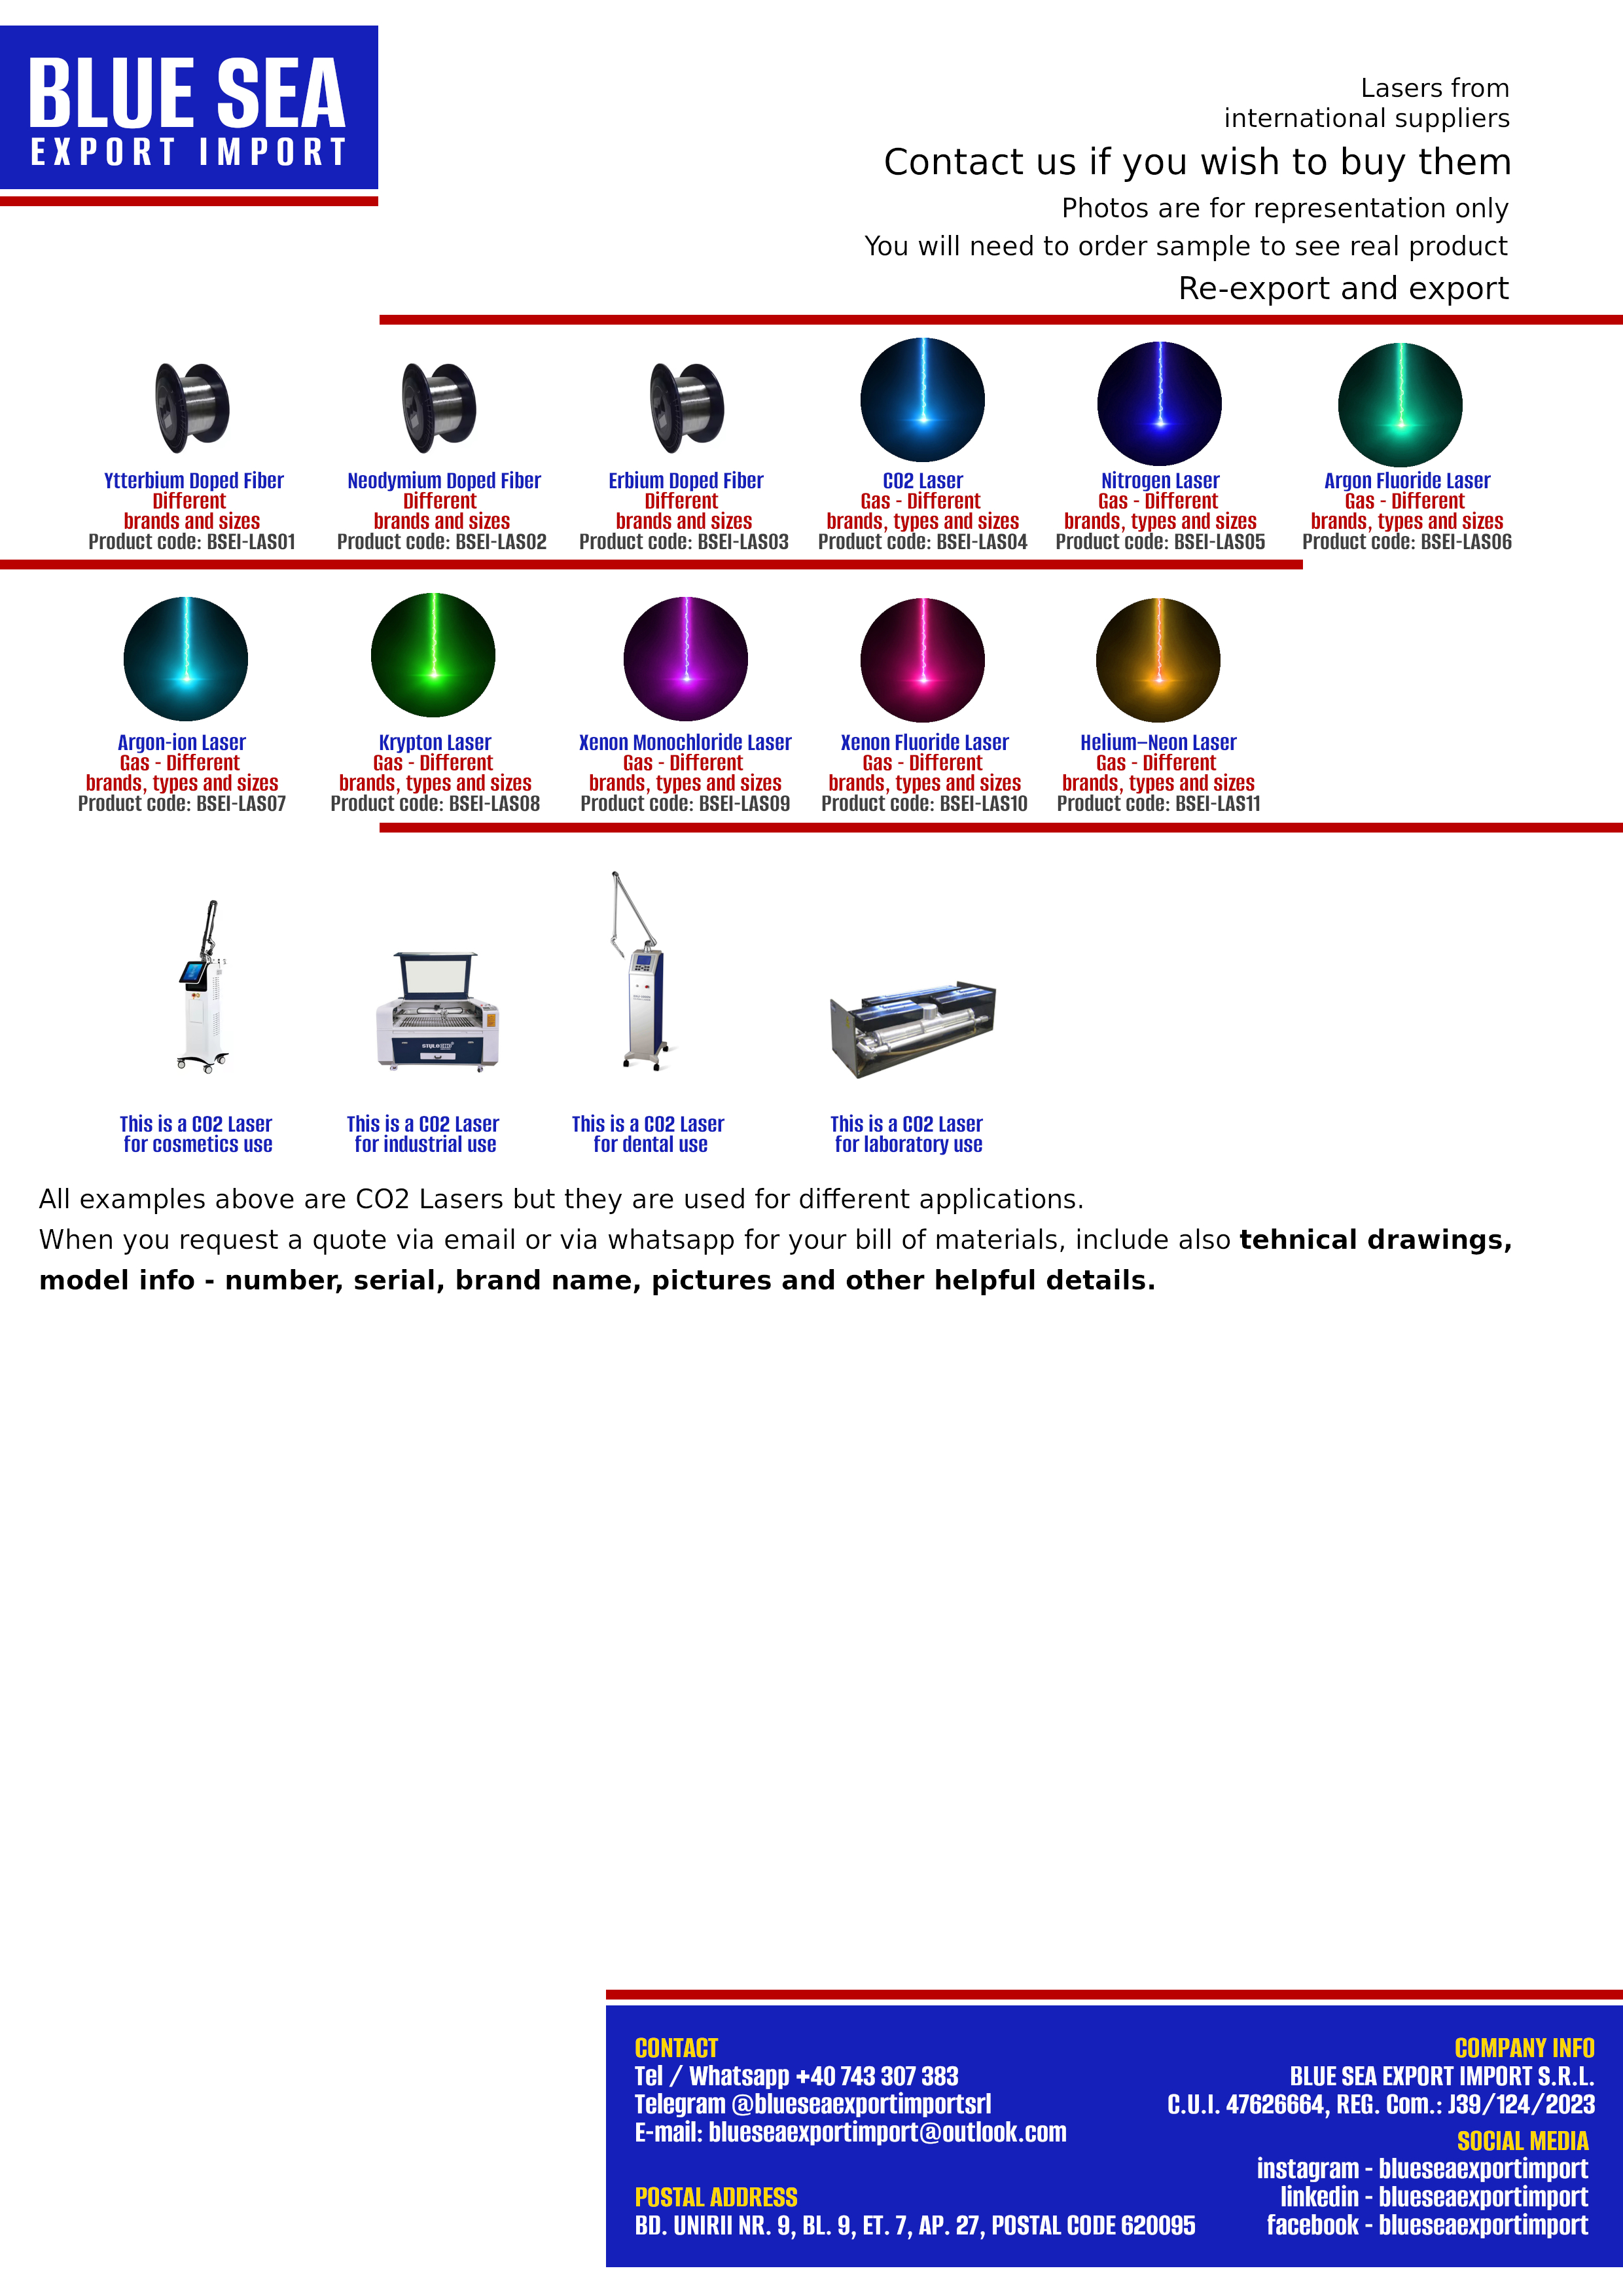 BLUE SEA
EXPORT IMPORT
Lasers from
international suppliers
Contact us if you wish to buy them
Photos are for representation only
You will need to order sample to see real product
Re-export and export
Ytterbium Doped Fiber
Different
brands and sizes
Product code: BSEI-LAS01
Neodymium Doped Fiber
Different
brands and sizes
Product code: BSEI-LAS02
Erbium Doped Fiber
Different
brands and sizes
Product code: BSEI-LAS03
CO2 Laser
Gas - Different
brands, types and sizes
Product code: BSEI-LAS04
Nitrogen Laser
Gas - Different
brands, types and sizes
Product code: BSEI-LAS05
Argon Fluoride Laser
Gas - Different
brands, types and sizes
Product code: BSEI-LAS06
Argon-ion Laser
Gas - Different
brands, types and sizes
Product code: BSEI-LAS07
Krypton Laser
Gas - Different
brands, types and sizes
Product code: BSEI-LAS08
Xenon Monochloride Laser
Gas - Different
brands, types and sizes
Product code: BSEI-LAS09
Xenon Fluoride Laser
Gas - Different
brands, types and sizes
Product code: BSEI-LAS10
Helium–Neon Laser
Gas - Different
brands, types and sizes
Product code: BSEI-LAS11
This is a CO2 Laser
for cosmetics use
This is a CO2 Laser
for industrial use
This is a CO2 Laser
for dental use
This is a CO2 Laser
for laboratory use
All examples above are CO2 Lasers but they are used for different applications.
When you request a quote via email or via whatsapp for your bill of materials, include also tehnical drawings,
model info - number, serial, brand name, pictures and other helpful details.
CONTACT
Tel / Whatsapp +40 743 307 383
Telegram @blueseaexportimportsrl
E-mail: blueseaexportimport@outlook.com
POSTAL ADDRESS
BD. UNIRII NR. 9, BL. 9, ET. 7, AP. 27, POSTAL CODE 620095
COMPANY INFO
BLUE SEA EXPORT IMPORT S.R.L.
C.U.I. 47626664, REG. Com.: J39/124/2023
SOCIAL MEDIA
instagram - blueseaexportimport
linkedin - blueseaexportimport
facebook - blueseaexportimport